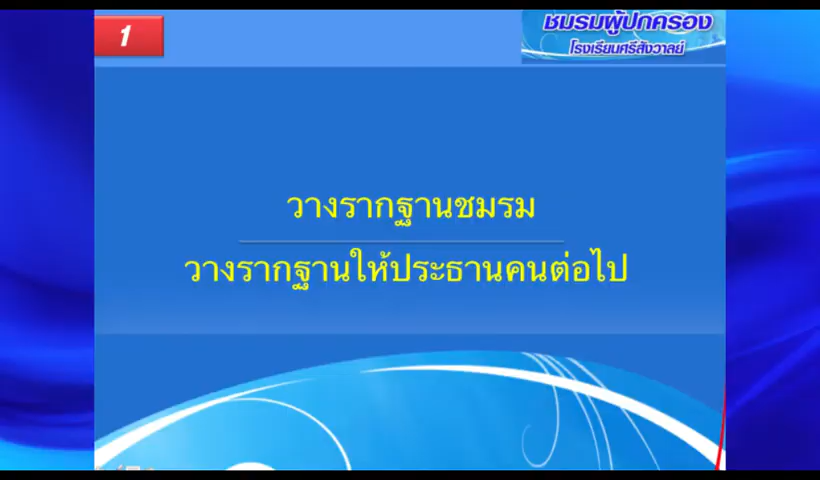 1
ชมรมผู้ปกครอง
โรงเรียนศรีสังวาลย์
วางรากฐานชมรม
วางรากฐานให้ประธานคนต่อไป